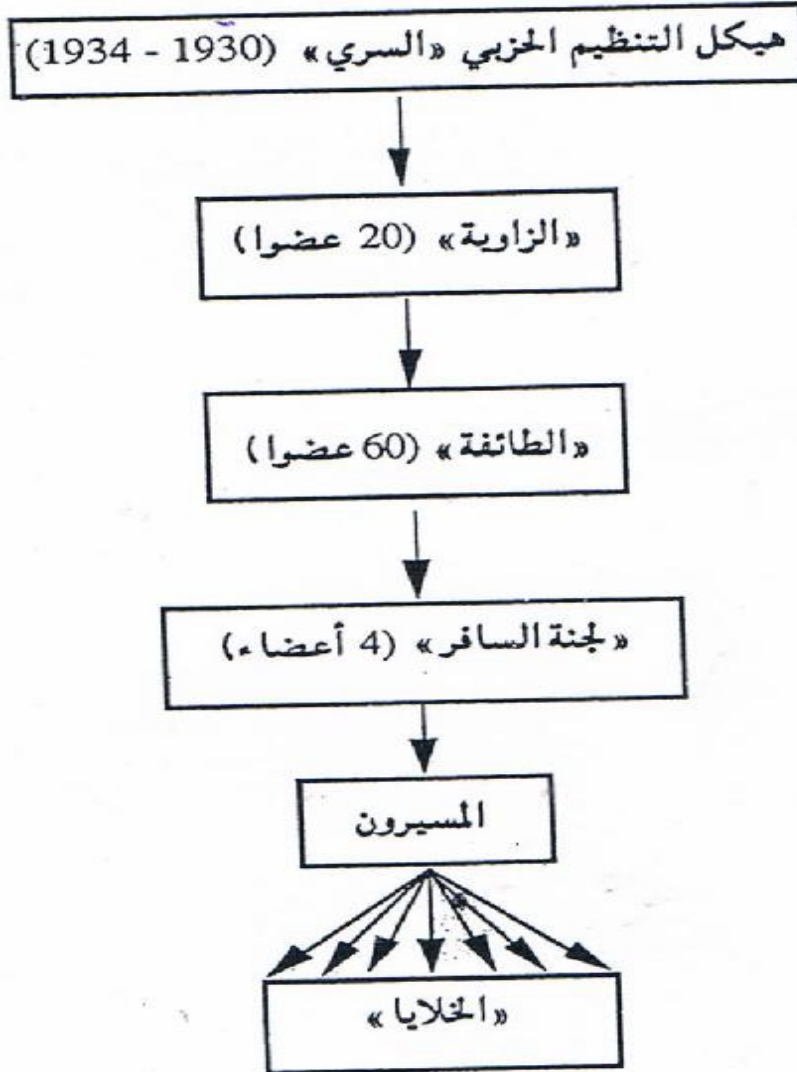 هيكل التنظيم الحزبي «السري» (1930 - 1934)
«الزاوية» (20 عضوا)
«الطائفة» (60 عضوا)
«لجنة السافر» (4 أعضاء)
المسيرون
«الخلايا»